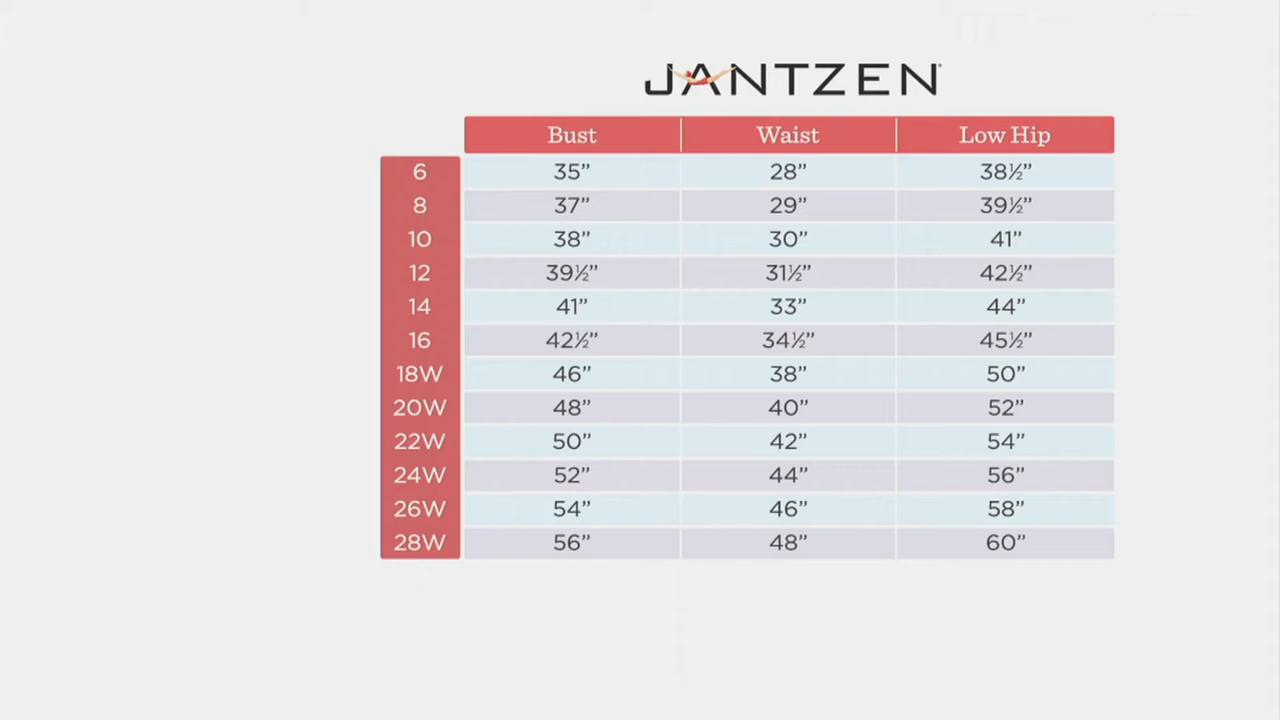 JANTZEN®
Bust Waist Low Hip
6 35” 28” 38½”
8 37” 29” 39½”
10 38” 30” 41”
12 39½” 31½” 42½”
14 41” 33” 44”
16 42½” 34½” 45½”
18W 46” 38” 50”
20W 48” 40” 52”
22W 50” 42” 54”
24W 52” 44” 56”
26W 54” 46” 58”
28W 56” 48” 60”